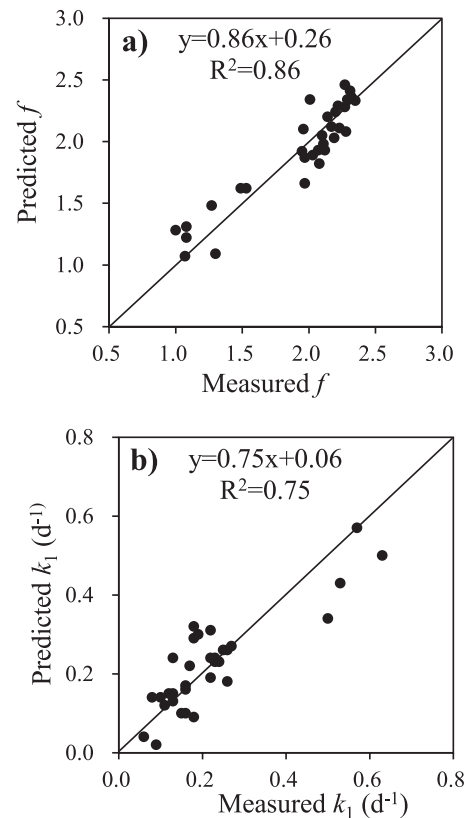 a)
y=0.86x+0.26
R²=0.86
3.0
2.5
2.0
1.5
1.0
0.5
Predicted f
0.5 1.0 1.5 2.0 2.5 3.0
Measured f
b)
y=0.75x+0.06
R²=0.75
0.8
0.6
0.4
0.2
0.0
Predicted k₁ (d⁻¹)
0.0 0.2 0.4 0.6 0.8
Measured k₁ (d⁻¹)